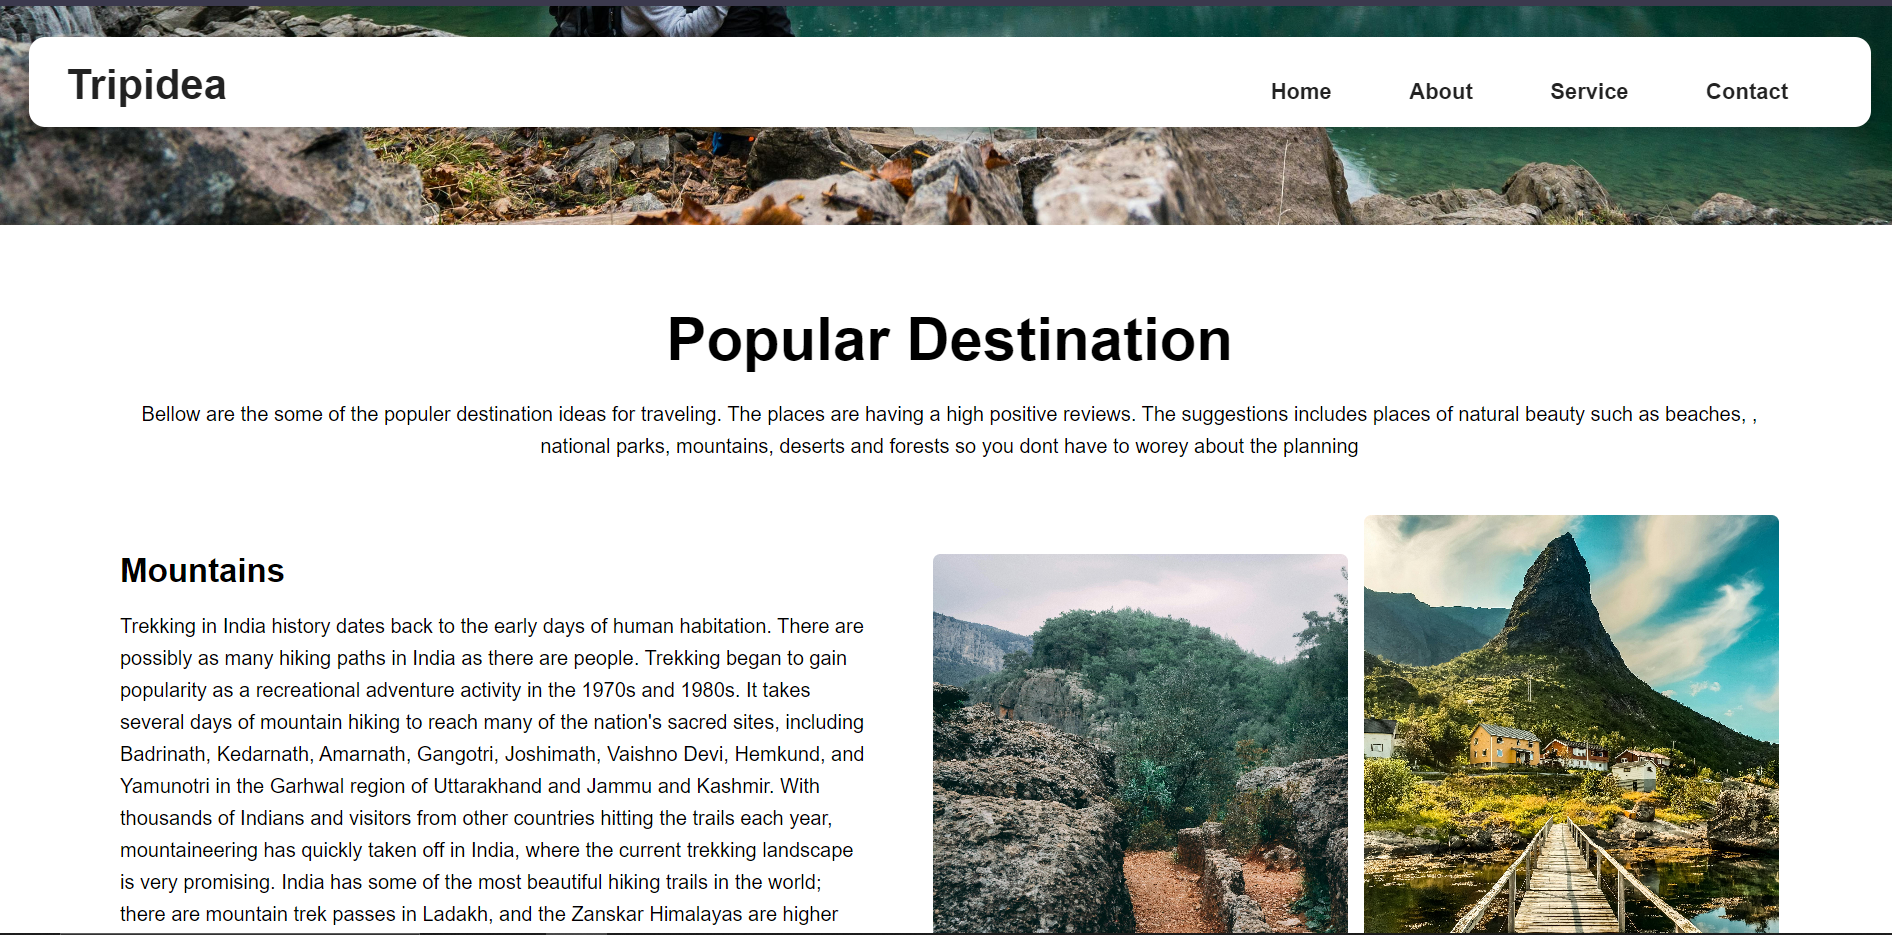 Tripidea
Home About Service Contact
Popular Destination
Bellow are the some of the populer destination ideas for traveling. The places are having a high positive reviews. The suggestions includes places of natural beauty such as beaches, ,
national parks, mountains, deserts and forests so you dont have to worey about the planning
Mountains
Trekking in India history dates back to the early days of human habitation. There are
possibly as many hiking paths in India as there are people. Trekking began to gain
popularity as a recreational adventure activity in the 1970s and 1980s. It takes
several days of mountain hiking to reach many of the nation's sacred sites, including
Badrinath, Kedarnath, Amarnath, Gangotri, Joshimath, Vaishno Devi, Hemkund, and
Yamunotri in the Garhwal region of Uttarakhand and Jammu and Kashmir. With
thousands of Indians and visitors from other countries hitting the trails each year,
mountaineering has quickly taken off in India, where the current trekking landscape
is very promising. India has some of the most beautiful hiking trails in the world;
there are mountain trek passes in Ladakh, and the Zanskar Himalayas are higher